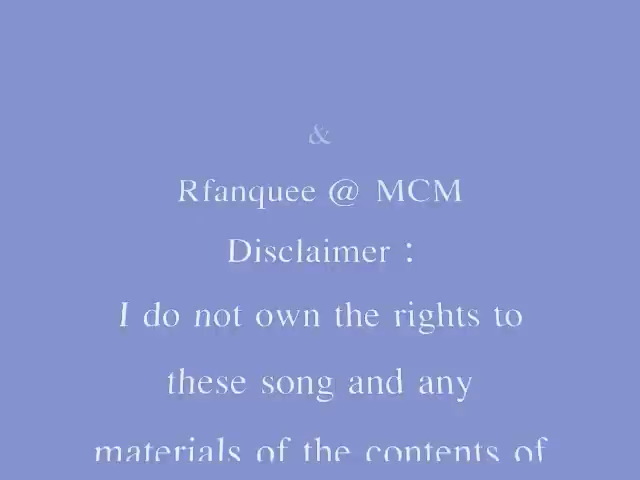 &
Rfanquee @ MCM
Disclaimer :
I do not own the rights to
these song and any
materials of the contents of